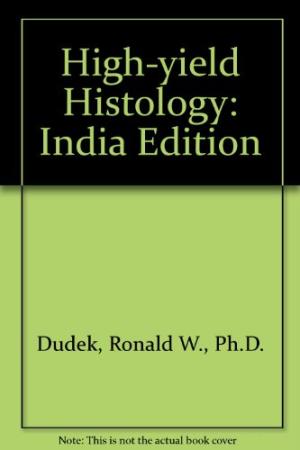 High-yield
Histology:
India Edition
Dudek, Ronald W., Ph.D.
Note: This is not the actual book cover